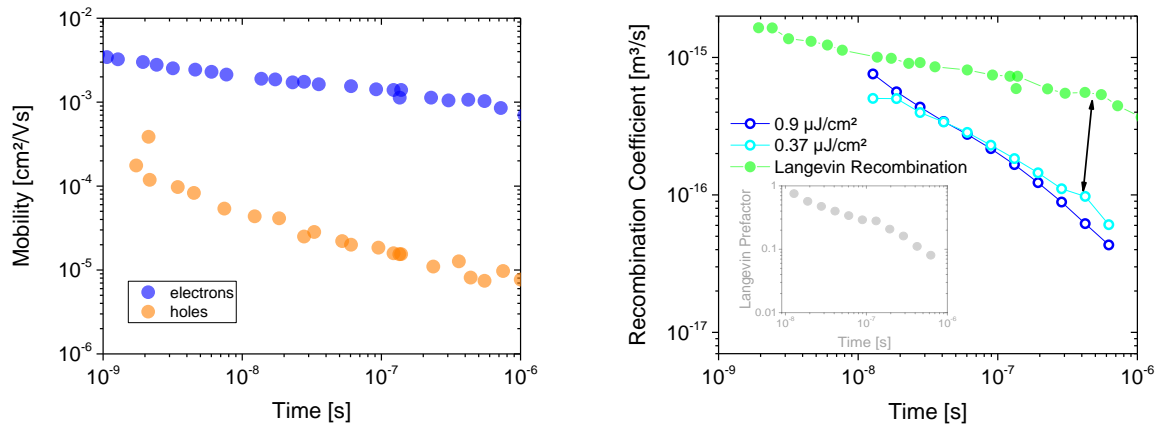 10⁻²
10⁻³
10⁻⁴
10⁻⁵
10⁻⁶
Mobility [cm²/Vs]
electrons
holes
10⁻⁹
10⁻⁸
10⁻⁷
10⁻⁶
Time [s]
10⁻¹⁵
10⁻¹⁶
10⁻¹⁷
Recombination Coefficient [m³/s]
0.9 µJ/cm²
0.37 µJ/cm²
Langevin Recombination
1
0.1
0.01
Langevin Prefactor
10⁻⁸
10⁻⁷
10⁻⁶
Time [s]
10⁻⁹
10⁻⁸
10⁻⁷
10⁻⁶
Time [s]